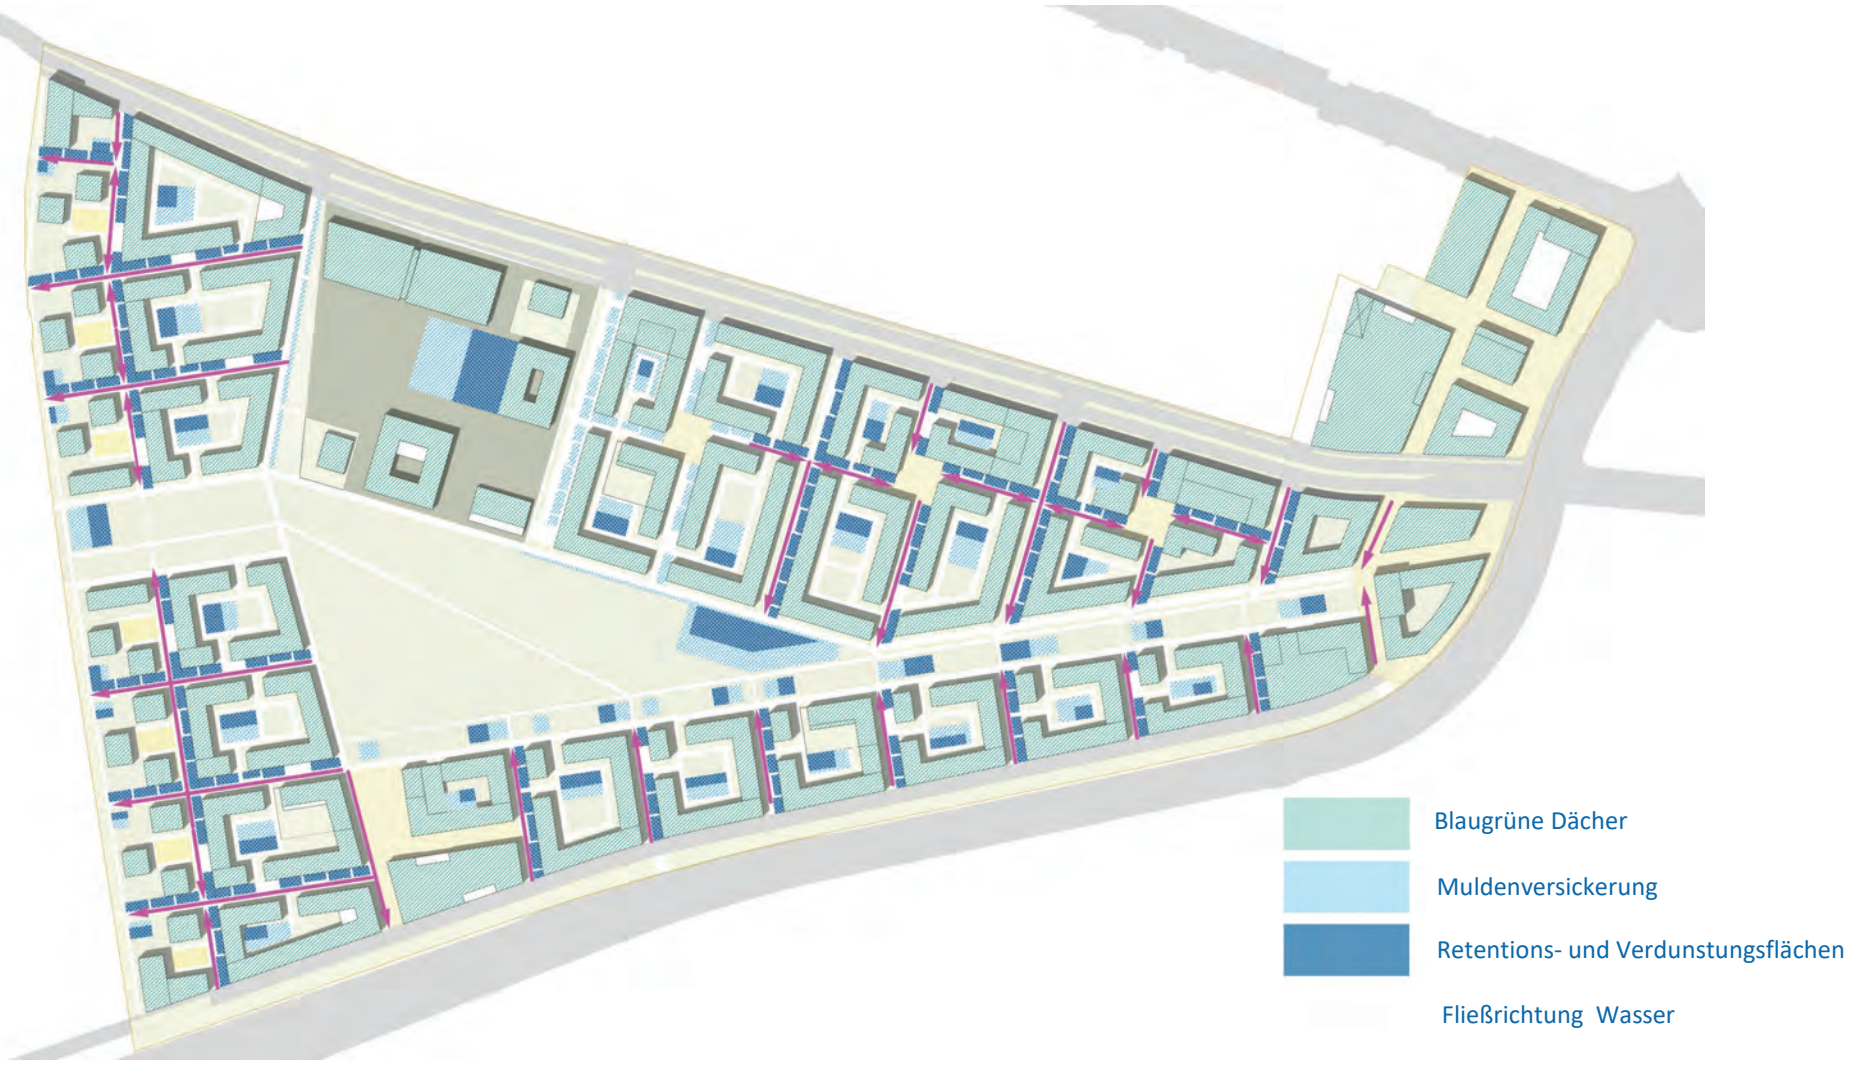 Blaugrüne Dächer
Muldenversickerung
Retentions- und Verdunstungsflächen
Fließrichtung Wasser